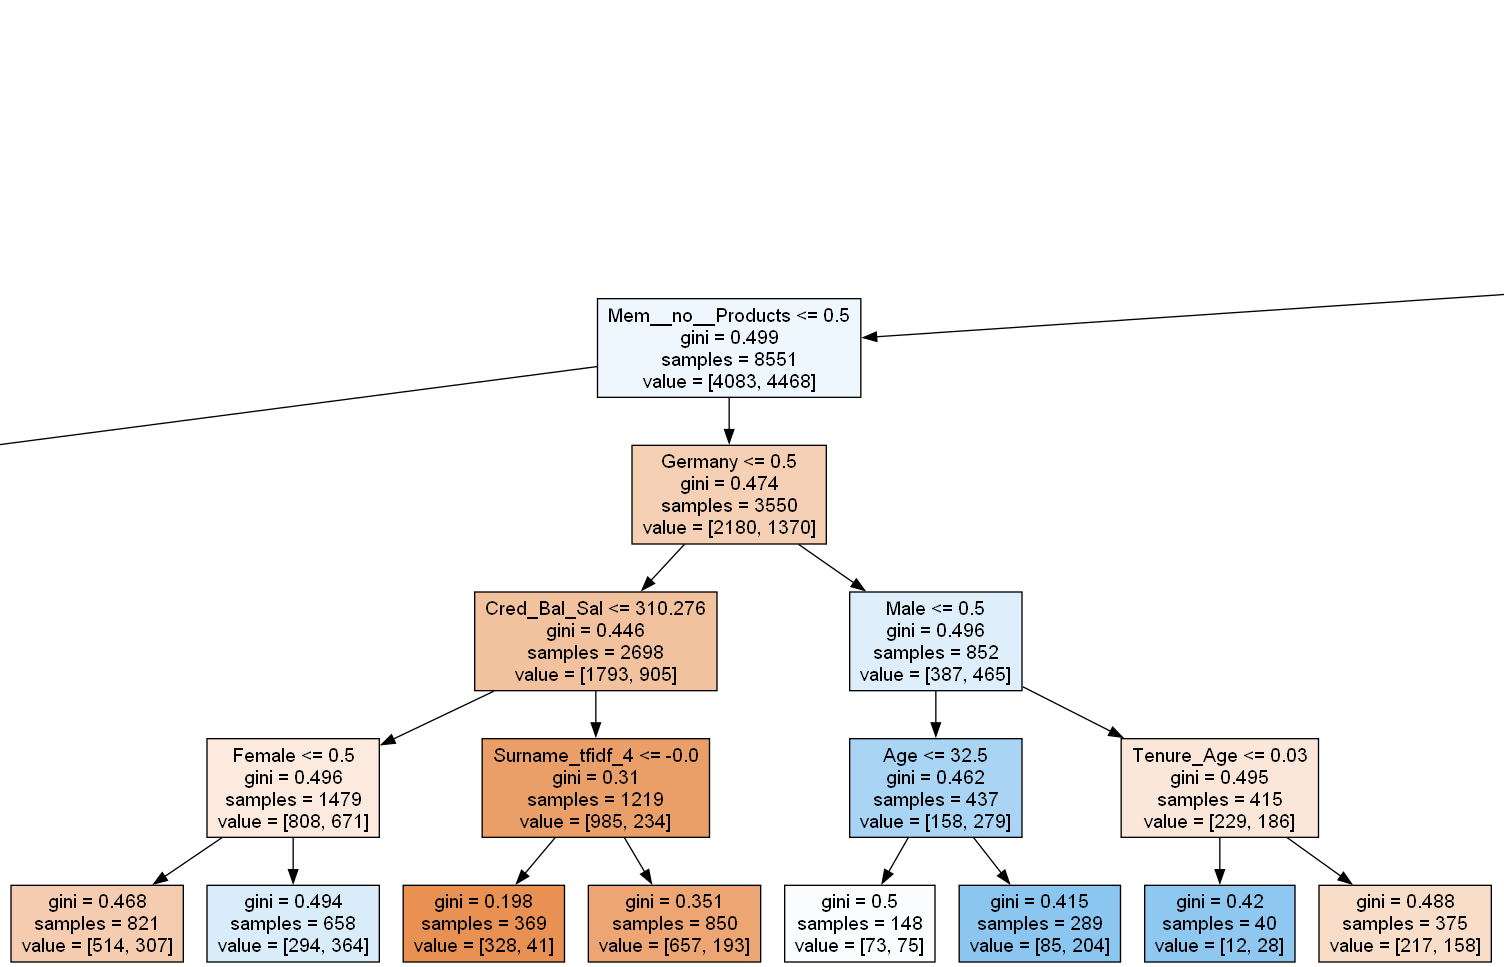 Mem__no__Products <= 0.5
gini = 0.499
samples = 8551
value = [4083, 4468]
Germany <= 0.5
gini = 0.474
samples = 3550
value = [2180, 1370]
Cred_Bal_Sal <= 310.276
gini = 0.446
samples = 2698
value = [1793, 905]
Male <= 0.5
gini = 0.496
samples = 852
value = [387, 465]
Female <= 0.5
gini = 0.496
samples = 1479
value = [808, 671]
Surname_tfidf_4 <= -0.0
gini = 0.31
samples = 1219
value = [985, 234]
Age <= 32.5
gini = 0.462
samples = 437
value = [158, 279]
Tenure_Age <= 0.03
gini = 0.495
samples = 415
value = [229, 186]
gini = 0.468
samples = 821
value = [514, 307]
gini = 0.494
samples = 658
value = [294, 364]
gini = 0.198
samples = 369
value = [328, 41]
gini = 0.351
samples = 850
value = [657, 193]
gini = 0.5
samples = 148
value = [73, 75]
gini = 0.415
samples = 289
value = [85, 204]
gini = 0.42
samples = 40
value = [12, 28]
gini = 0.488
samples = 375
value = [217, 158]